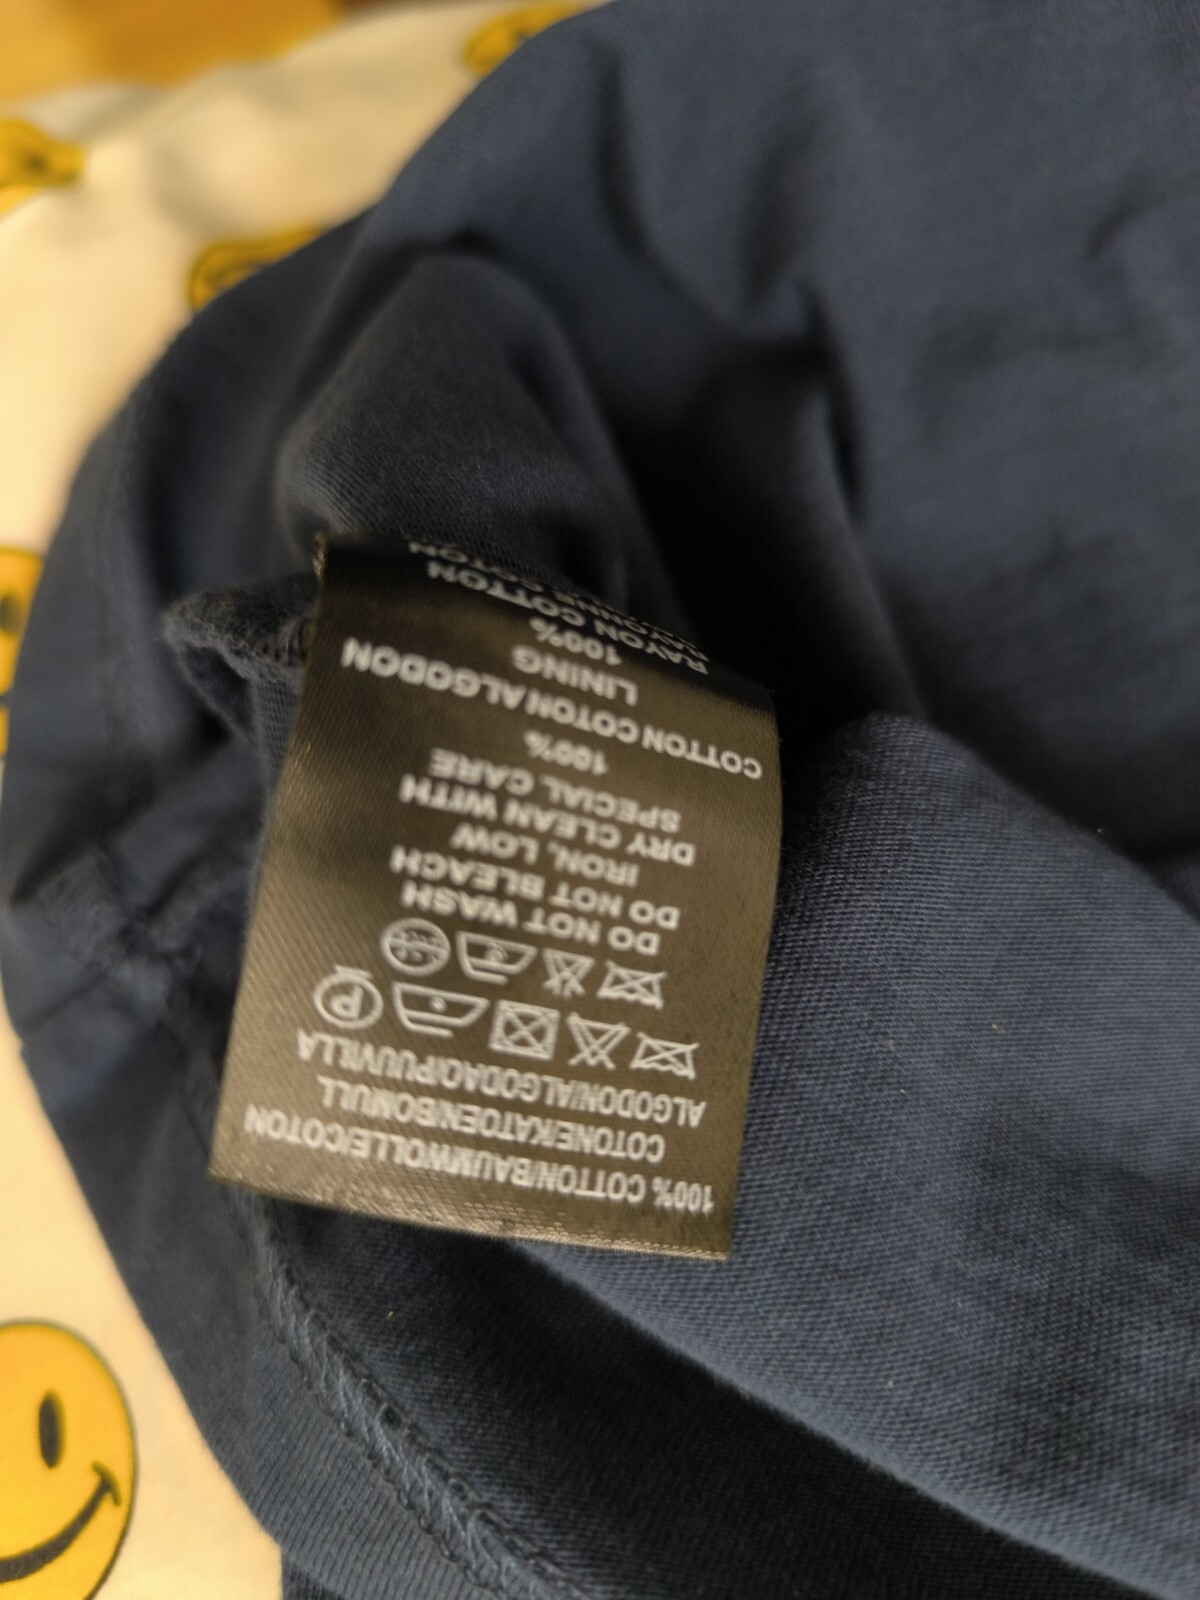 100% COTTON/BAUMWOLLE/COTON
COTONE/KATOEN/BOMULL
ALGODON/ALGODAO/PUUVILLA
P
DO NOT WASH
DO NOT BLEACH
IRON, LOW
DRY CLEAN WITH
SPECIAL CARE
100%
COTTON COTON ALGODON
LINING
100%
RAYON COTTON